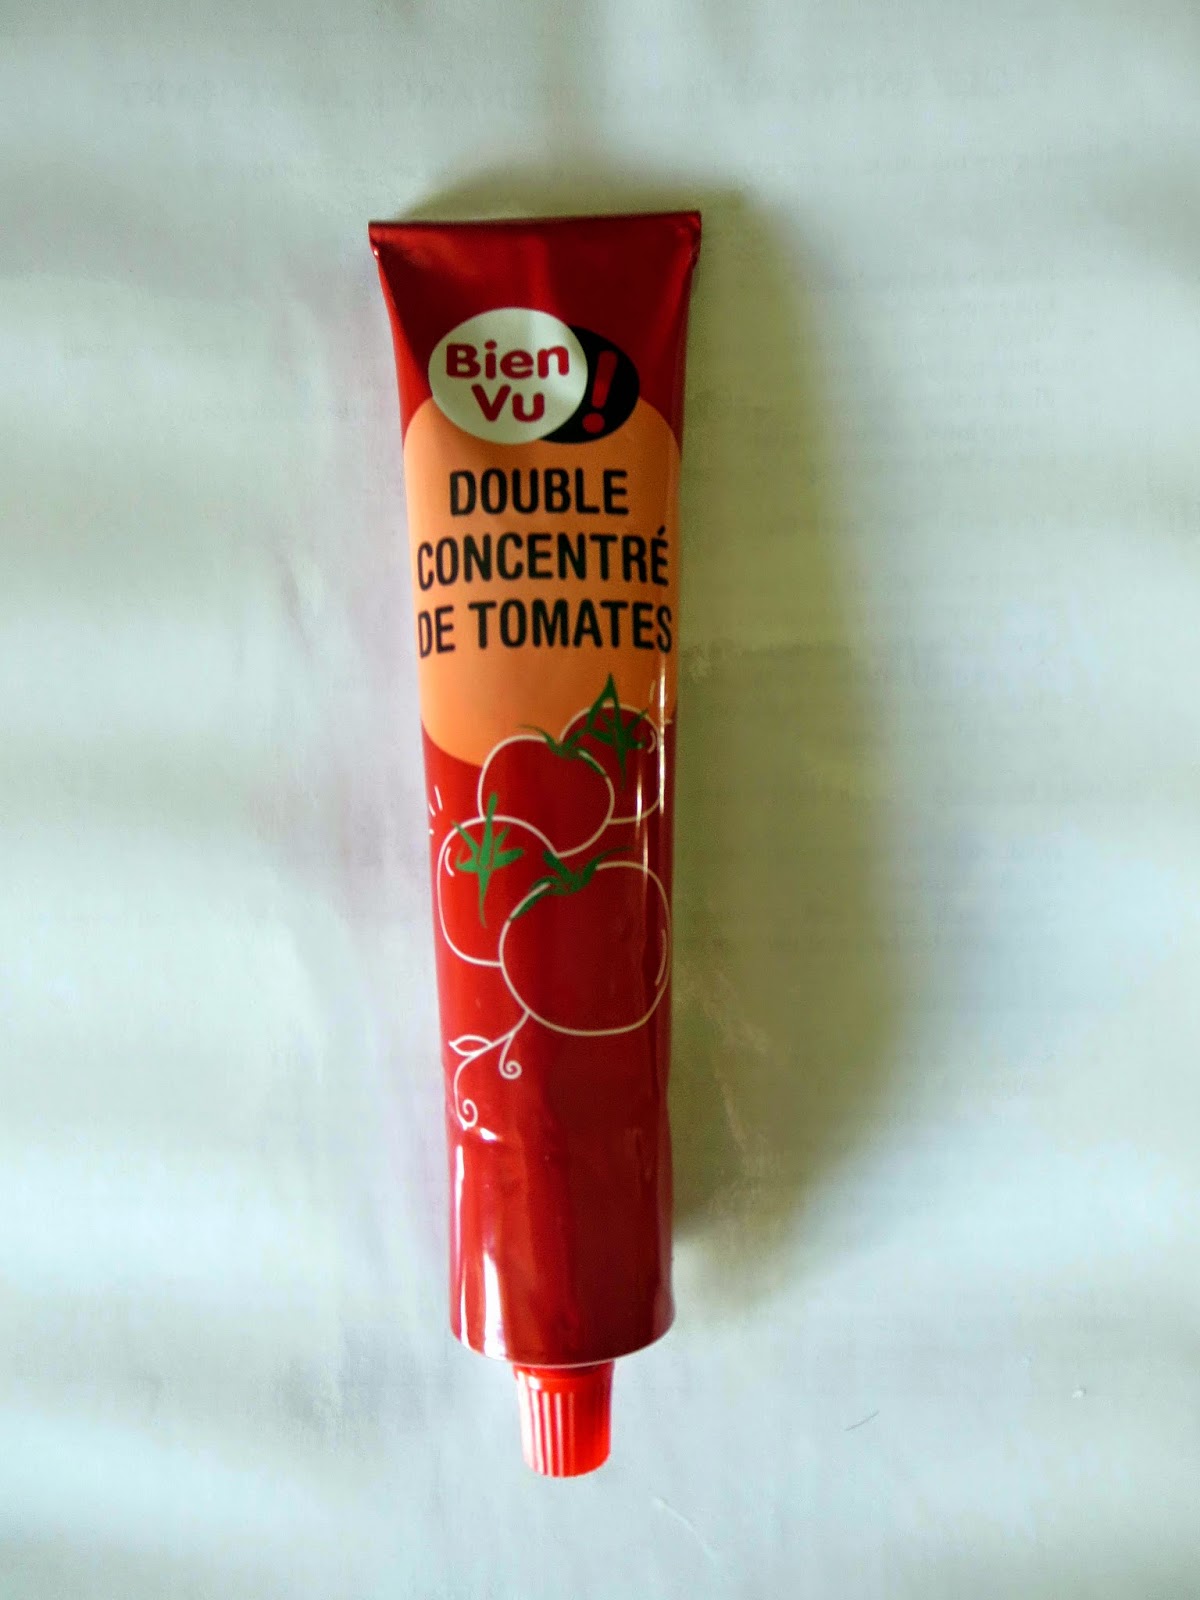 Bien
Vu
!
DOUBLE
CONCENTRÉ
DE TOMATES